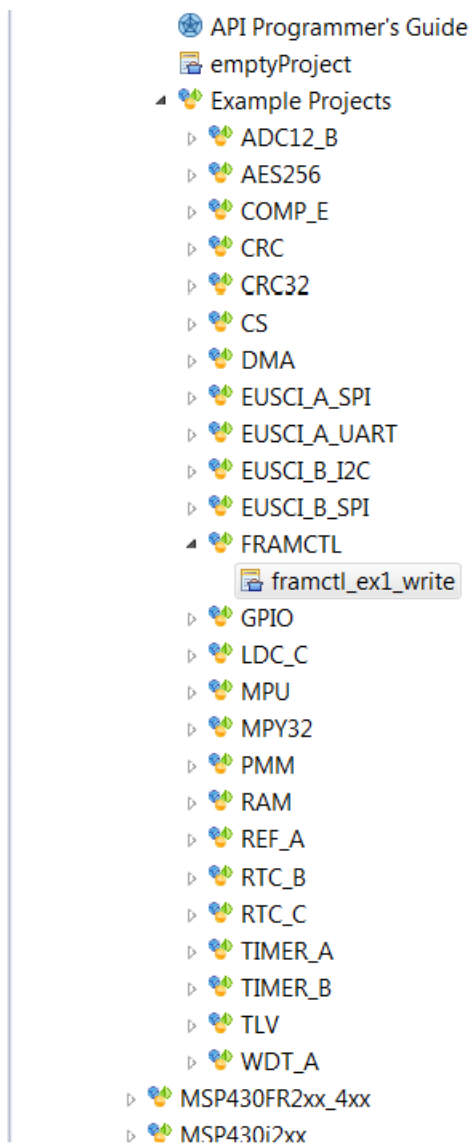 API Programmer's Guide
emptyProject
Example Projects
ADC12_B
AES256
COMP_E
CRC
CRC32
CS
DMA
EUSCI_A_SPI
EUSCI_A_UART
EUSCI_B_I2C
EUSCI_B_SPI
FRAMCTL
framctl_ex1_write
GPIO
LDC_C
MPU
MPY32
PMM
RAM
REF_A
RTC_B
RTC_C
TIMER_A
TIMER_B
TLV
WDT_A
MSP430FR2xx_4xx
MSP430i2xx